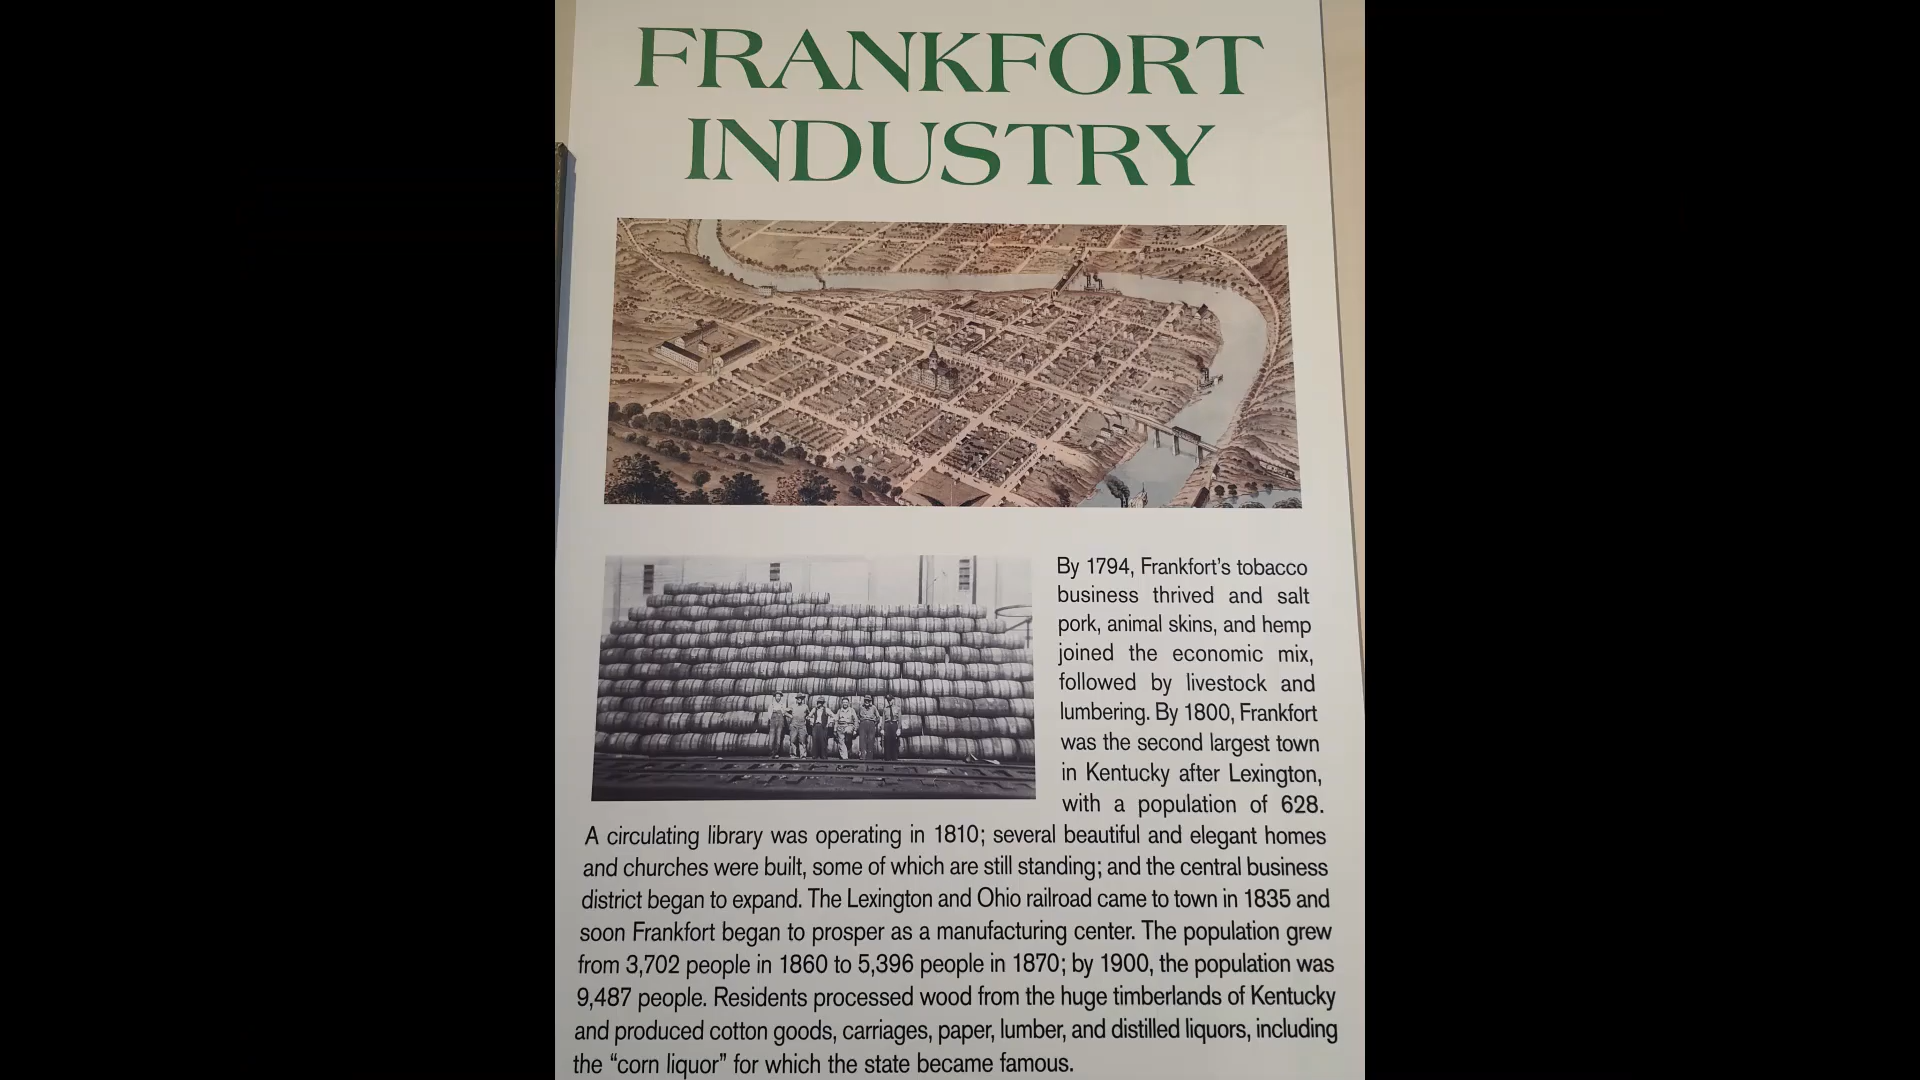 FRANKFORT
INDUSTRY
By 1794, Frankfort's tobacco
business thrived and salt
pork, animal skins, and hemp
joined the economic mix,
followed by livestock and
lumbering. By 1800, Frankfort
was the second largest town
in Kentucky after Lexington,
with a population of 628.
A circulating library was operating in 1810; several beautiful and elegant homes
and churches were built, some of which are still standing; and the central business
district began to expand. The Lexington and Ohio railroad came to town in 1835 and
soon Frankfort began to prosper as a manufacturing center. The population grew
from 3,702 people in 1860 to 5,396 people in 1870; by 1900, the population was
9,487 people. Residents processed wood from the huge timberlands of Kentucky
and produced cotton goods, carriages, paper, lumber, and distilled liquors, including
the “corn liquor” for which the state became famous.